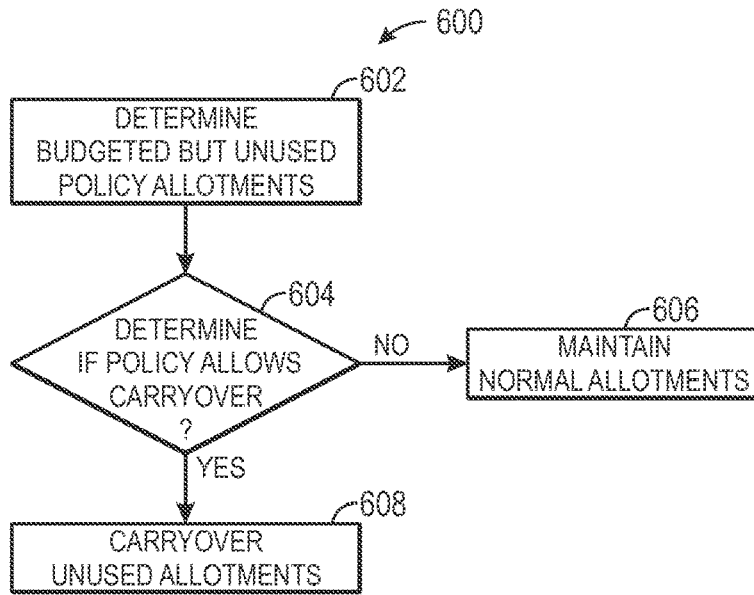 600
602
DETERMINE
BUDGETED BUT UNUSED
POLICY ALLOTMENTS
604
DETERMINE
IF POLICY ALLOWS
CARRYOVER
?
NO
606
MAINTAIN
NORMAL ALLOTMENTS
YES
608
CARRYOVER
UNUSED ALLOTMENTS